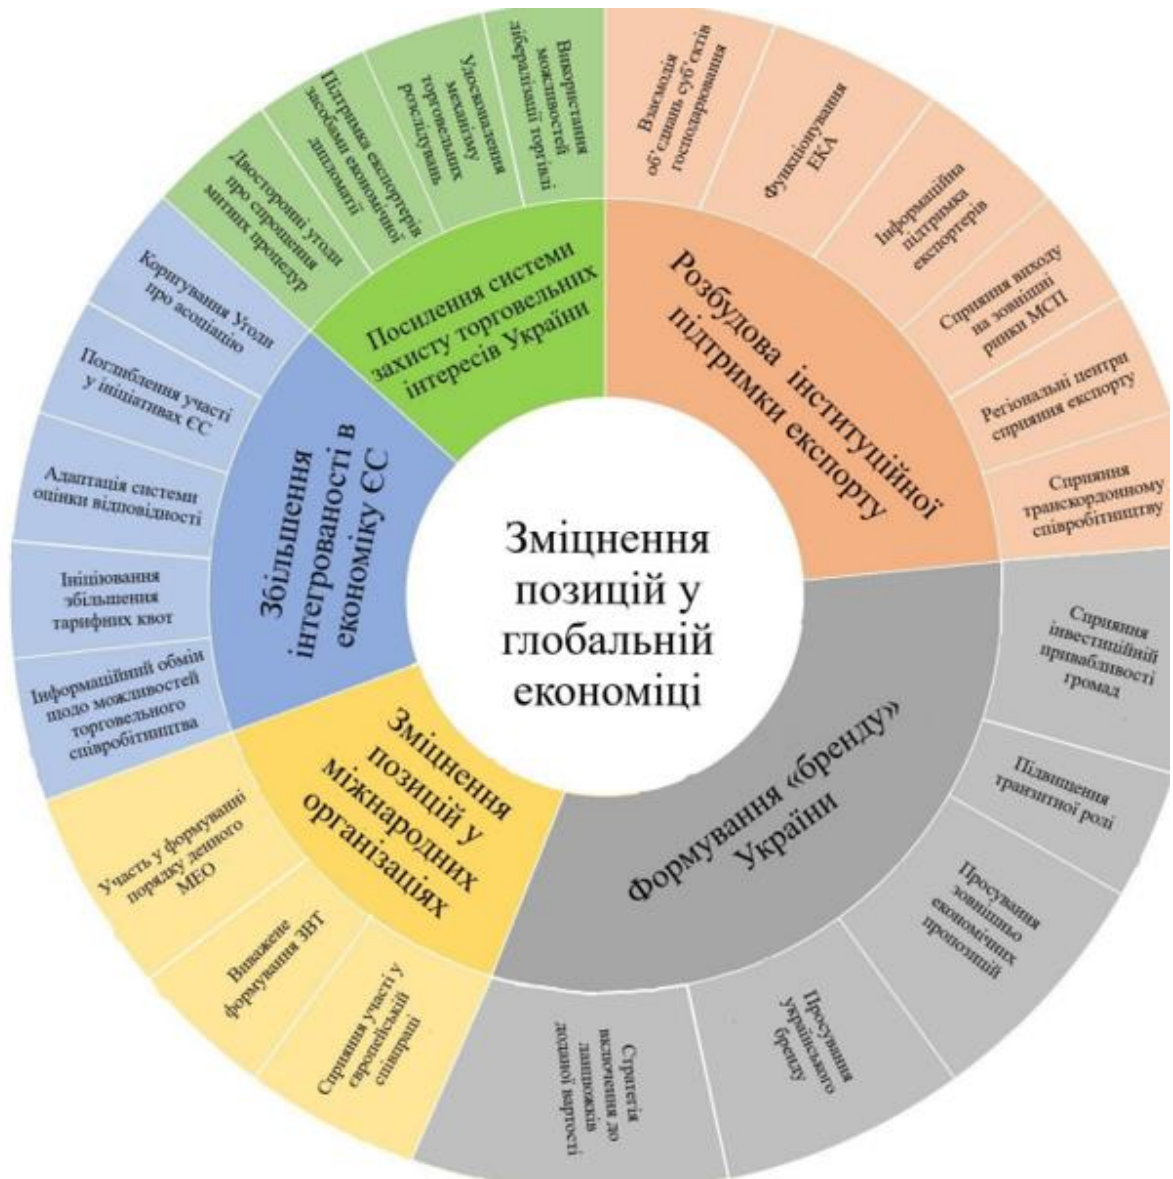 Зміцнення
позицій у
глобальній
економіці
Розбудова інституційної
підтримки експорту
Взаємодія
об’єднань суб’єктів
господарювання
Функціонування
ЕКА
Інформаційна
підтримка
експортерів
Сприяння виходу
на зовнішні
ринки МСП
Регіональні центри
сприяння експорту
Сприяння
транскордонному
співробітництву
Формування «бренду»
України
Сприяння
інвестиційній
привабливості
громад
Підвищення
транзитної ролі
Просування
зовнішньо
економічних
пропозицій
Просування
українського
бренду
Стратегія
включення до
ланцюжків
доданої вартості
Зміцнення
позицій у
міжнародних
організаціях
Сприяння участі у
європейській
співпраці
Виважене
формування ЗВТ
Участь у формуванні
порядку денного
МЕО
Збільшення
інтегрованості в
економіку ЄС
Інформаційний обмін
щодо можливостей
торговельного
співробітництва
Ініціювання
збільшення
тарифних квот
Адаптація системи
оцінки відповідності
Поглиблення участі
у ініціативах ЄС
Коригування Угоди
про асоціацію
Посилення системи
захисту торговельних
інтересів України
Двосторонні угоди
про спрощення
митних процедур
Підтримка експортерів
засобами економічної
дипломатії
Удосконалення
механізму
торговельних
розслідувань
Використання
можливостей
лібералізації торгівлі